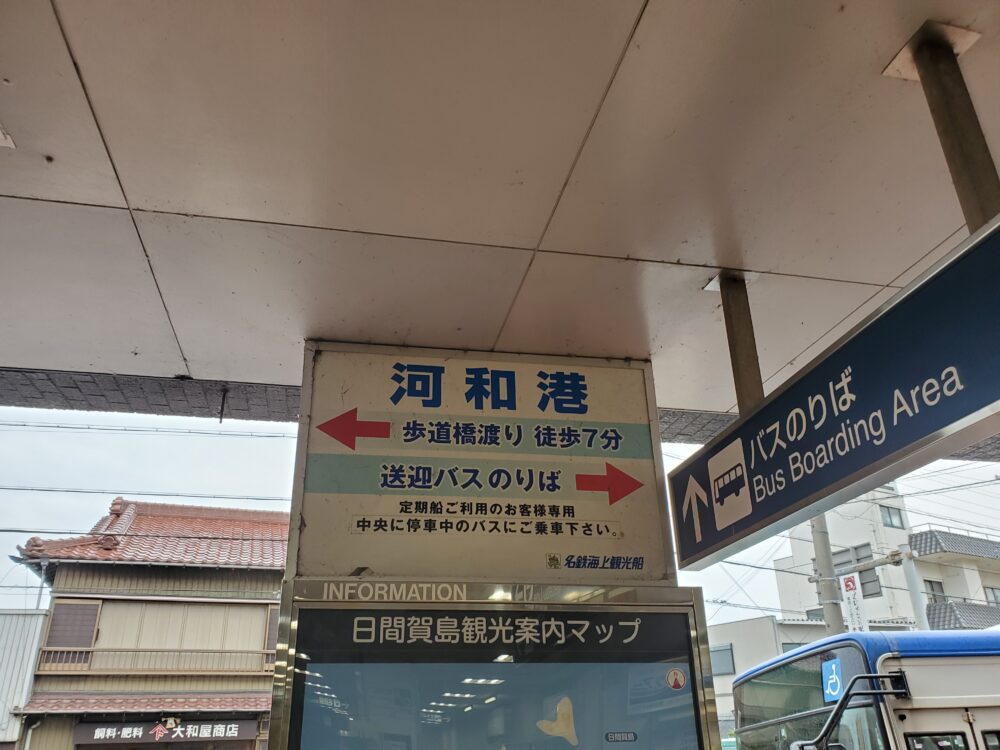 河和港
歩道橋渡り 徒歩7分
送迎バスのりば
定期船ご利用のお客様専用
中央に停車中のバスにご乗車下さい。
名鉄海上観光船
INFORMATION
日間賀島観光案内マップ
日間賀島
バスのりば
Bus Boarding Area
飼料・肥料 大和屋商店